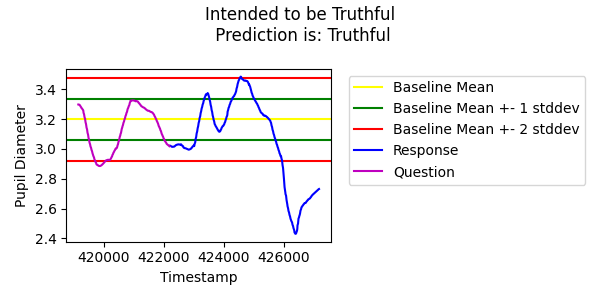 Intended to be Truthful
Prediction is: Truthful
Pupil Diameter
3.4
3.2
3.0
2.8
2.6
2.4
420000 422000 424000 426000
Timestamp
Baseline Mean
Baseline Mean +- 1 stddev
Baseline Mean +- 2 stddev
Response
Question